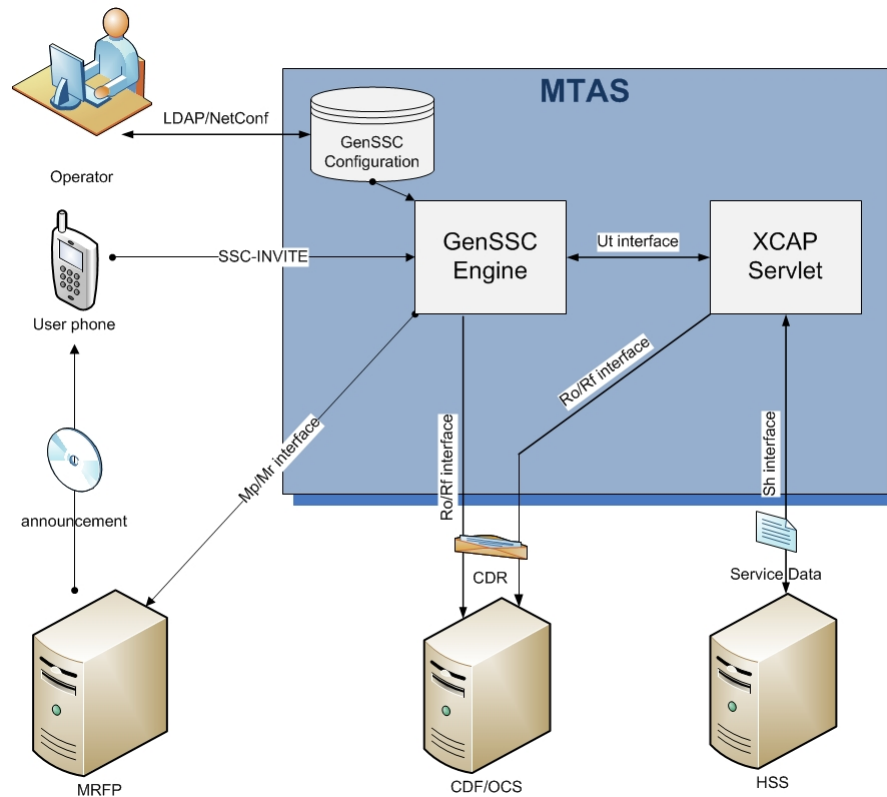 MTAS
LDAP/NetConf
GenSSC
Configuration
Operator
GenSSC
Engine
Ut interface
XCAP
Servlet
SSC-INVITE
User phone
Ro/Rf interface
Mp/Mr interface
Ro/Rf interface
Sh interface
announcement
CDR
Service Data
MRFP
CDF/OCS
HSS